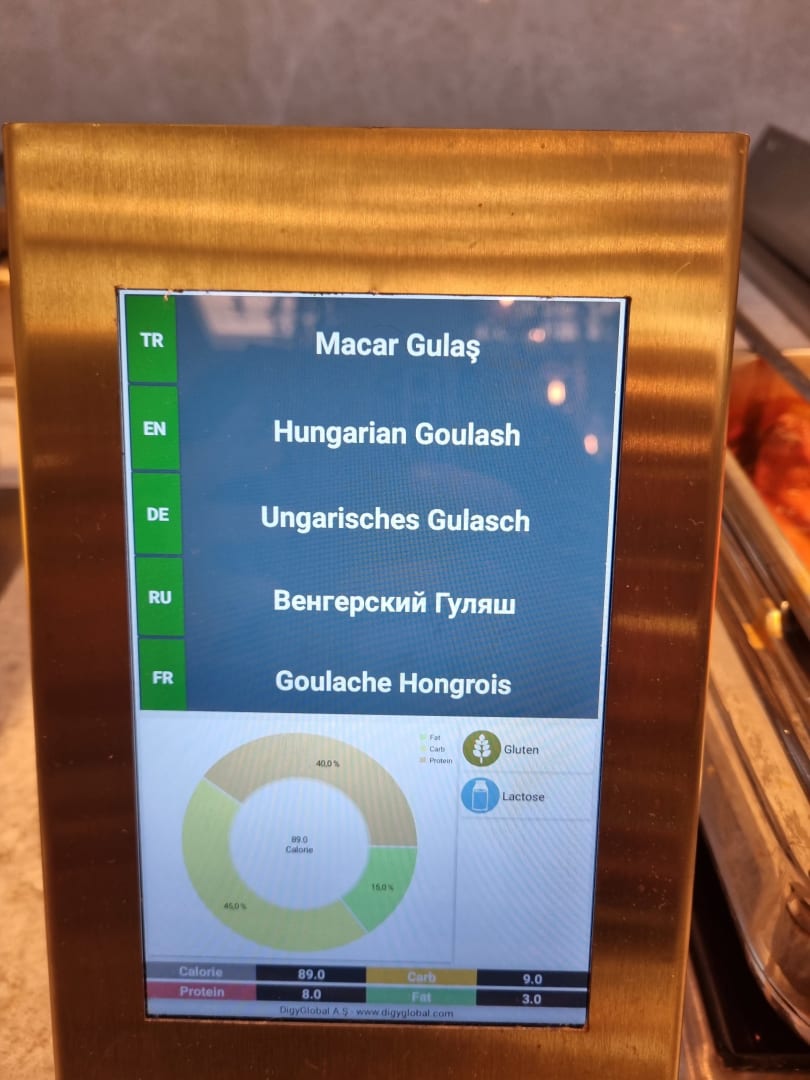 TR
Macar Gulaş
EN
Hungarian Goulash
DE
Ungarisches Gulasch
RU
Венгерский Гуляш
FR
Goulache Hongrois
Fat
Carb
Protein
40,0 %
89.0
Calorie
15,0 %
45,0 %
Gluten
Lactose
Calorie 89.0 Carb 9.0
Protein 8.0 Fat 3.0
DigyGlobal A.Ş - www.digyglobal.com